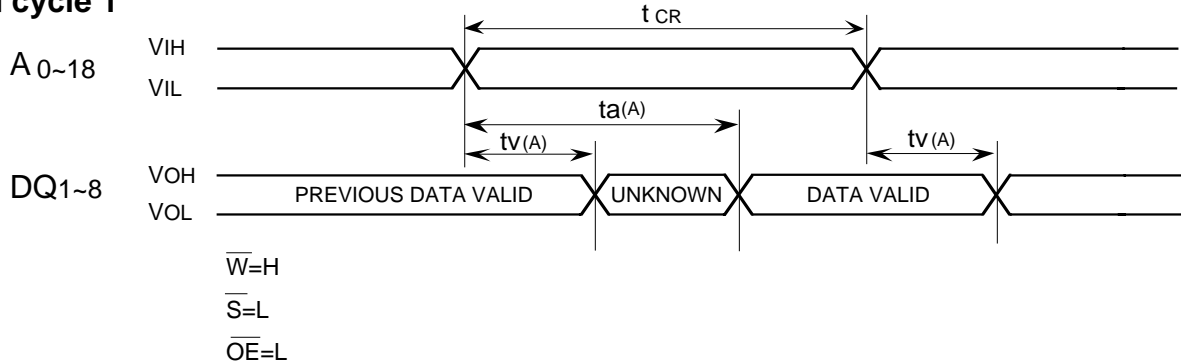 cycle 1
t CR
A 0~18
VIH
VIL
ta(A)
tv(A)
tv(A)
DQ1~8
VOH
VOL
PREVIOUS DATA VALID
UNKNOWN
DATA VALID
W̅=H
S̅=L
O̅E̅=L